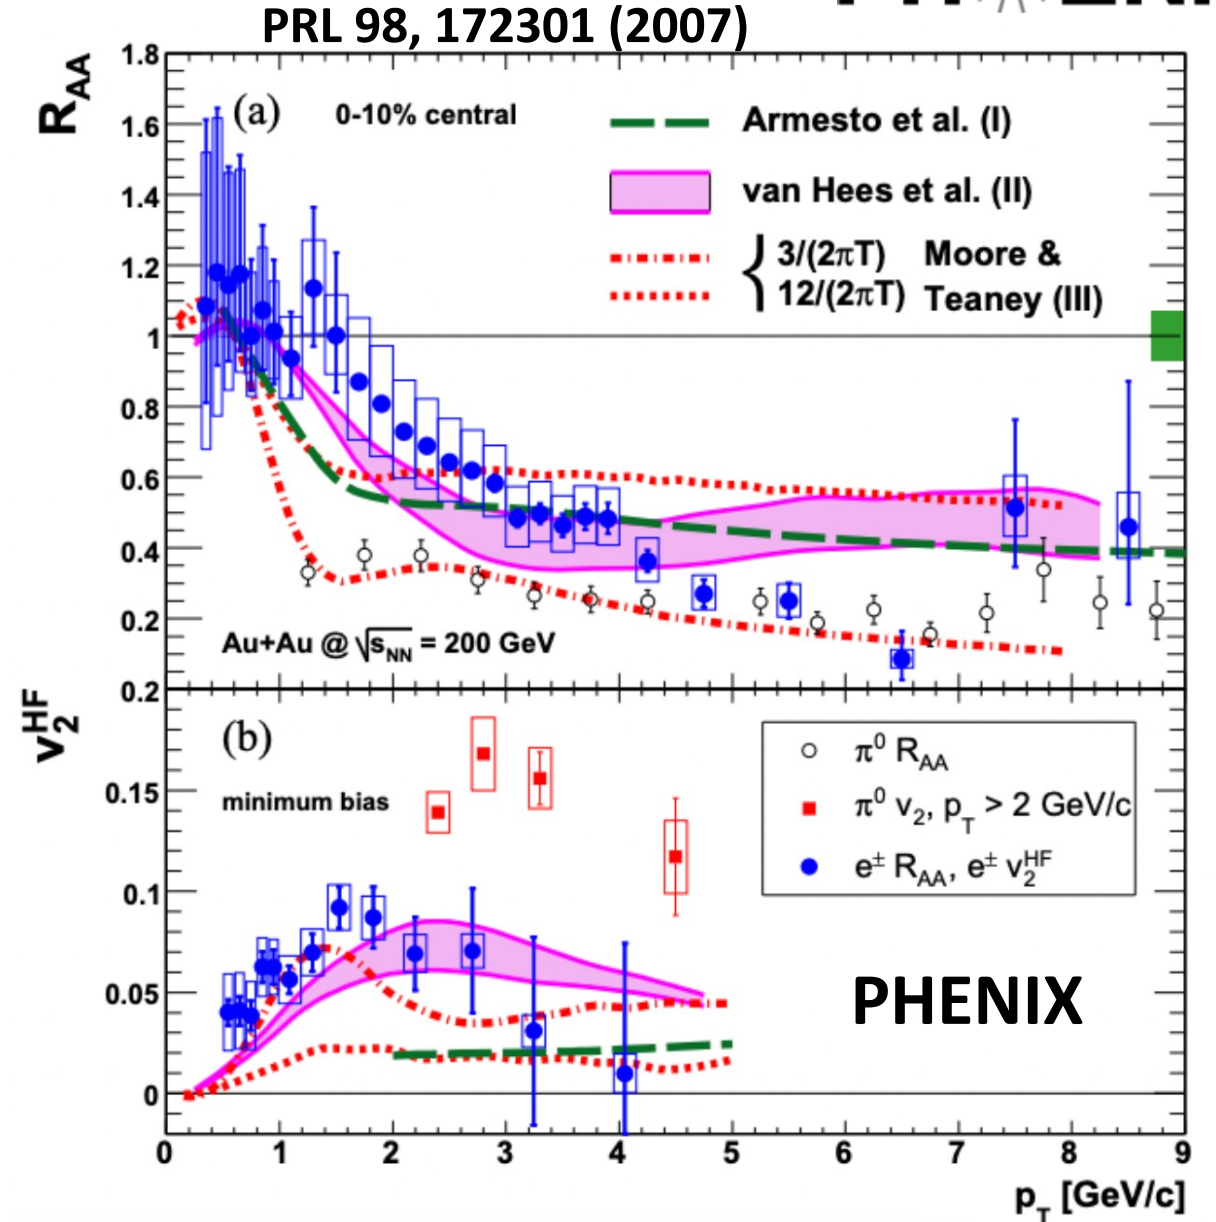 PRL 98, 172301 (2007)
R_AA
1.8
1.6
1.4
1.2
1
0.8
0.6
0.4
0.2
(a)
0-10% central
Armesto et al. (I)
van Hees et al. (II)
3/(2πT) Moore &
12/(2πT) Teaney (III)
Au+Au @ √s_NN = 200 GeV
v_2^HF
0.2
0.15
0.1
0.05
0
(b)
minimum bias
π^0 R_AA
π^0 v_2, p_T > 2 GeV/c
e^± R_AA, e^± v_2^HF
PHENIX
0 1 2 3 4 5 6 7 8 9
p_T [GeV/c]